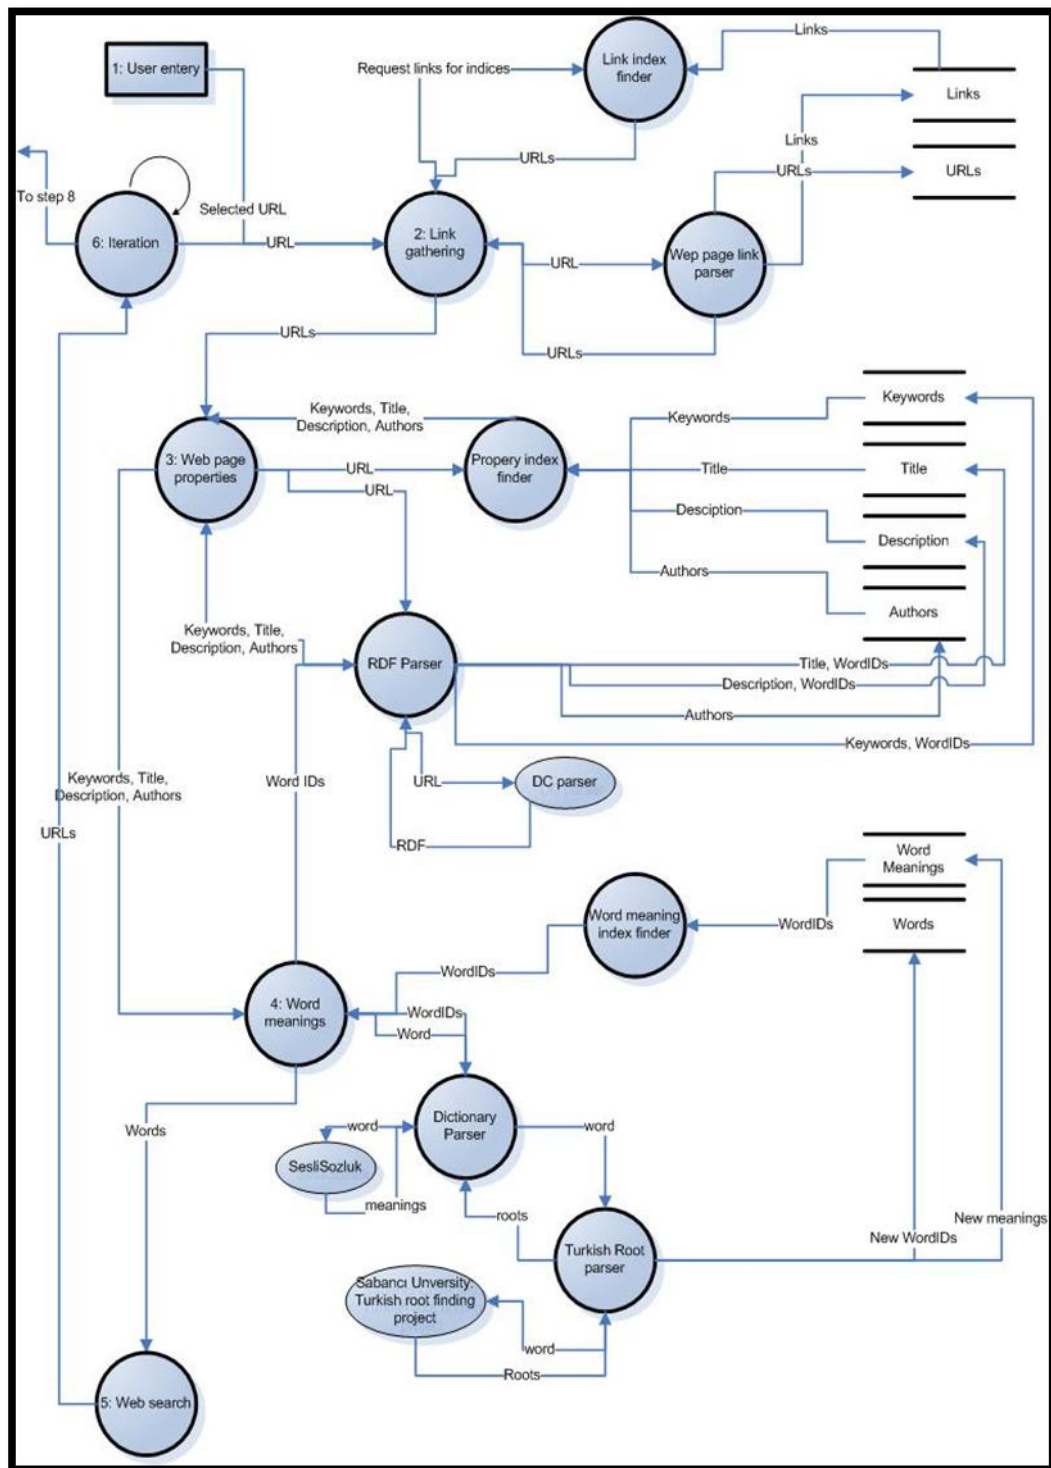 Links
1: User entery
Request links for indices
Link index
finder
Links
Links
URLs
URLs
URLs
To step 8
Selected URL
6: Iteration
URL
2: Link
gathering
URL
Wep page link
parser
URLs
URLs
Keywords, Title,
Description, Authors
Keywords
Keywords
3: Web page
properties
URL
URL
Propery index
finder
Title
Title
Desciption
Description
Authors
Authors
Keywords, Title,
Description, Authors
RDF Parser
Title, WordIDs
Description, WordIDs
Authors
Keywords, WordIDs
Keywords, Title,
Description, Authors
Word IDs
URL
DC parser
URLs
RDF
Word
Meanings
Word meaning
index finder
WordIDs
Words
WordIDs
4: Word
meanings
WordIDs
Word
Words
Dictionary
Parser
word
word
SesliSozluk
meanings
roots
New meanings
New WordIDs
Turkish Root
parser
Sabancı Unversity:
Turkish root finding
project
word
Roots
5: Web search